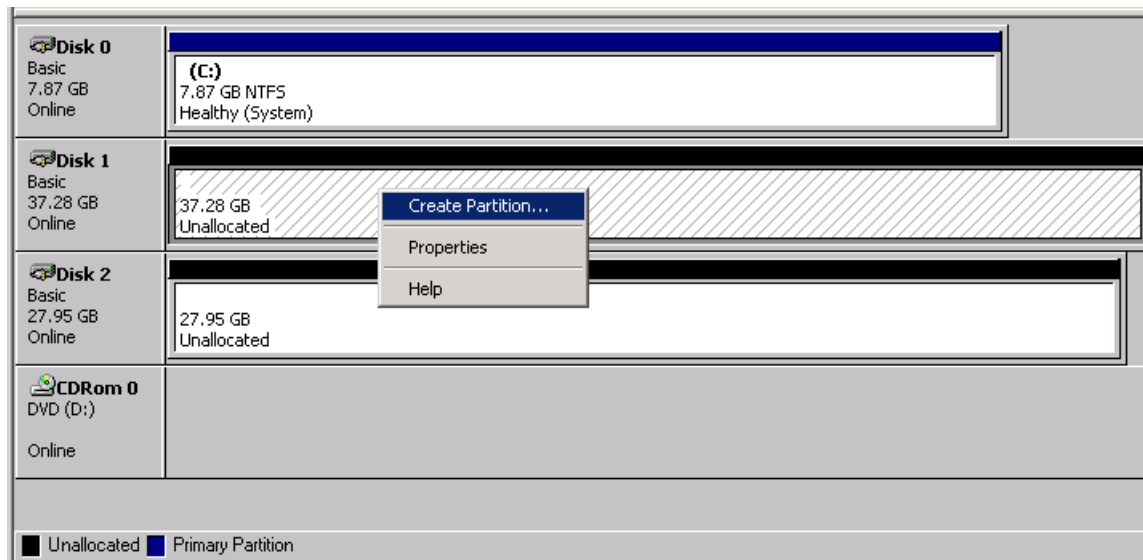 Disk 0
Basic
7.87 GB
Online
(C:)
7.87 GB NTFS
Healthy (System)
Disk 1
Basic
37.28 GB
Online
37.28 GB
Unallocated
Create Partition...
Properties
Help
Disk 2
Basic
27.95 GB
Online
27.95 GB
Unallocated
CDRom 0
DVD (D:)
Online
Unallocated Primary Partition